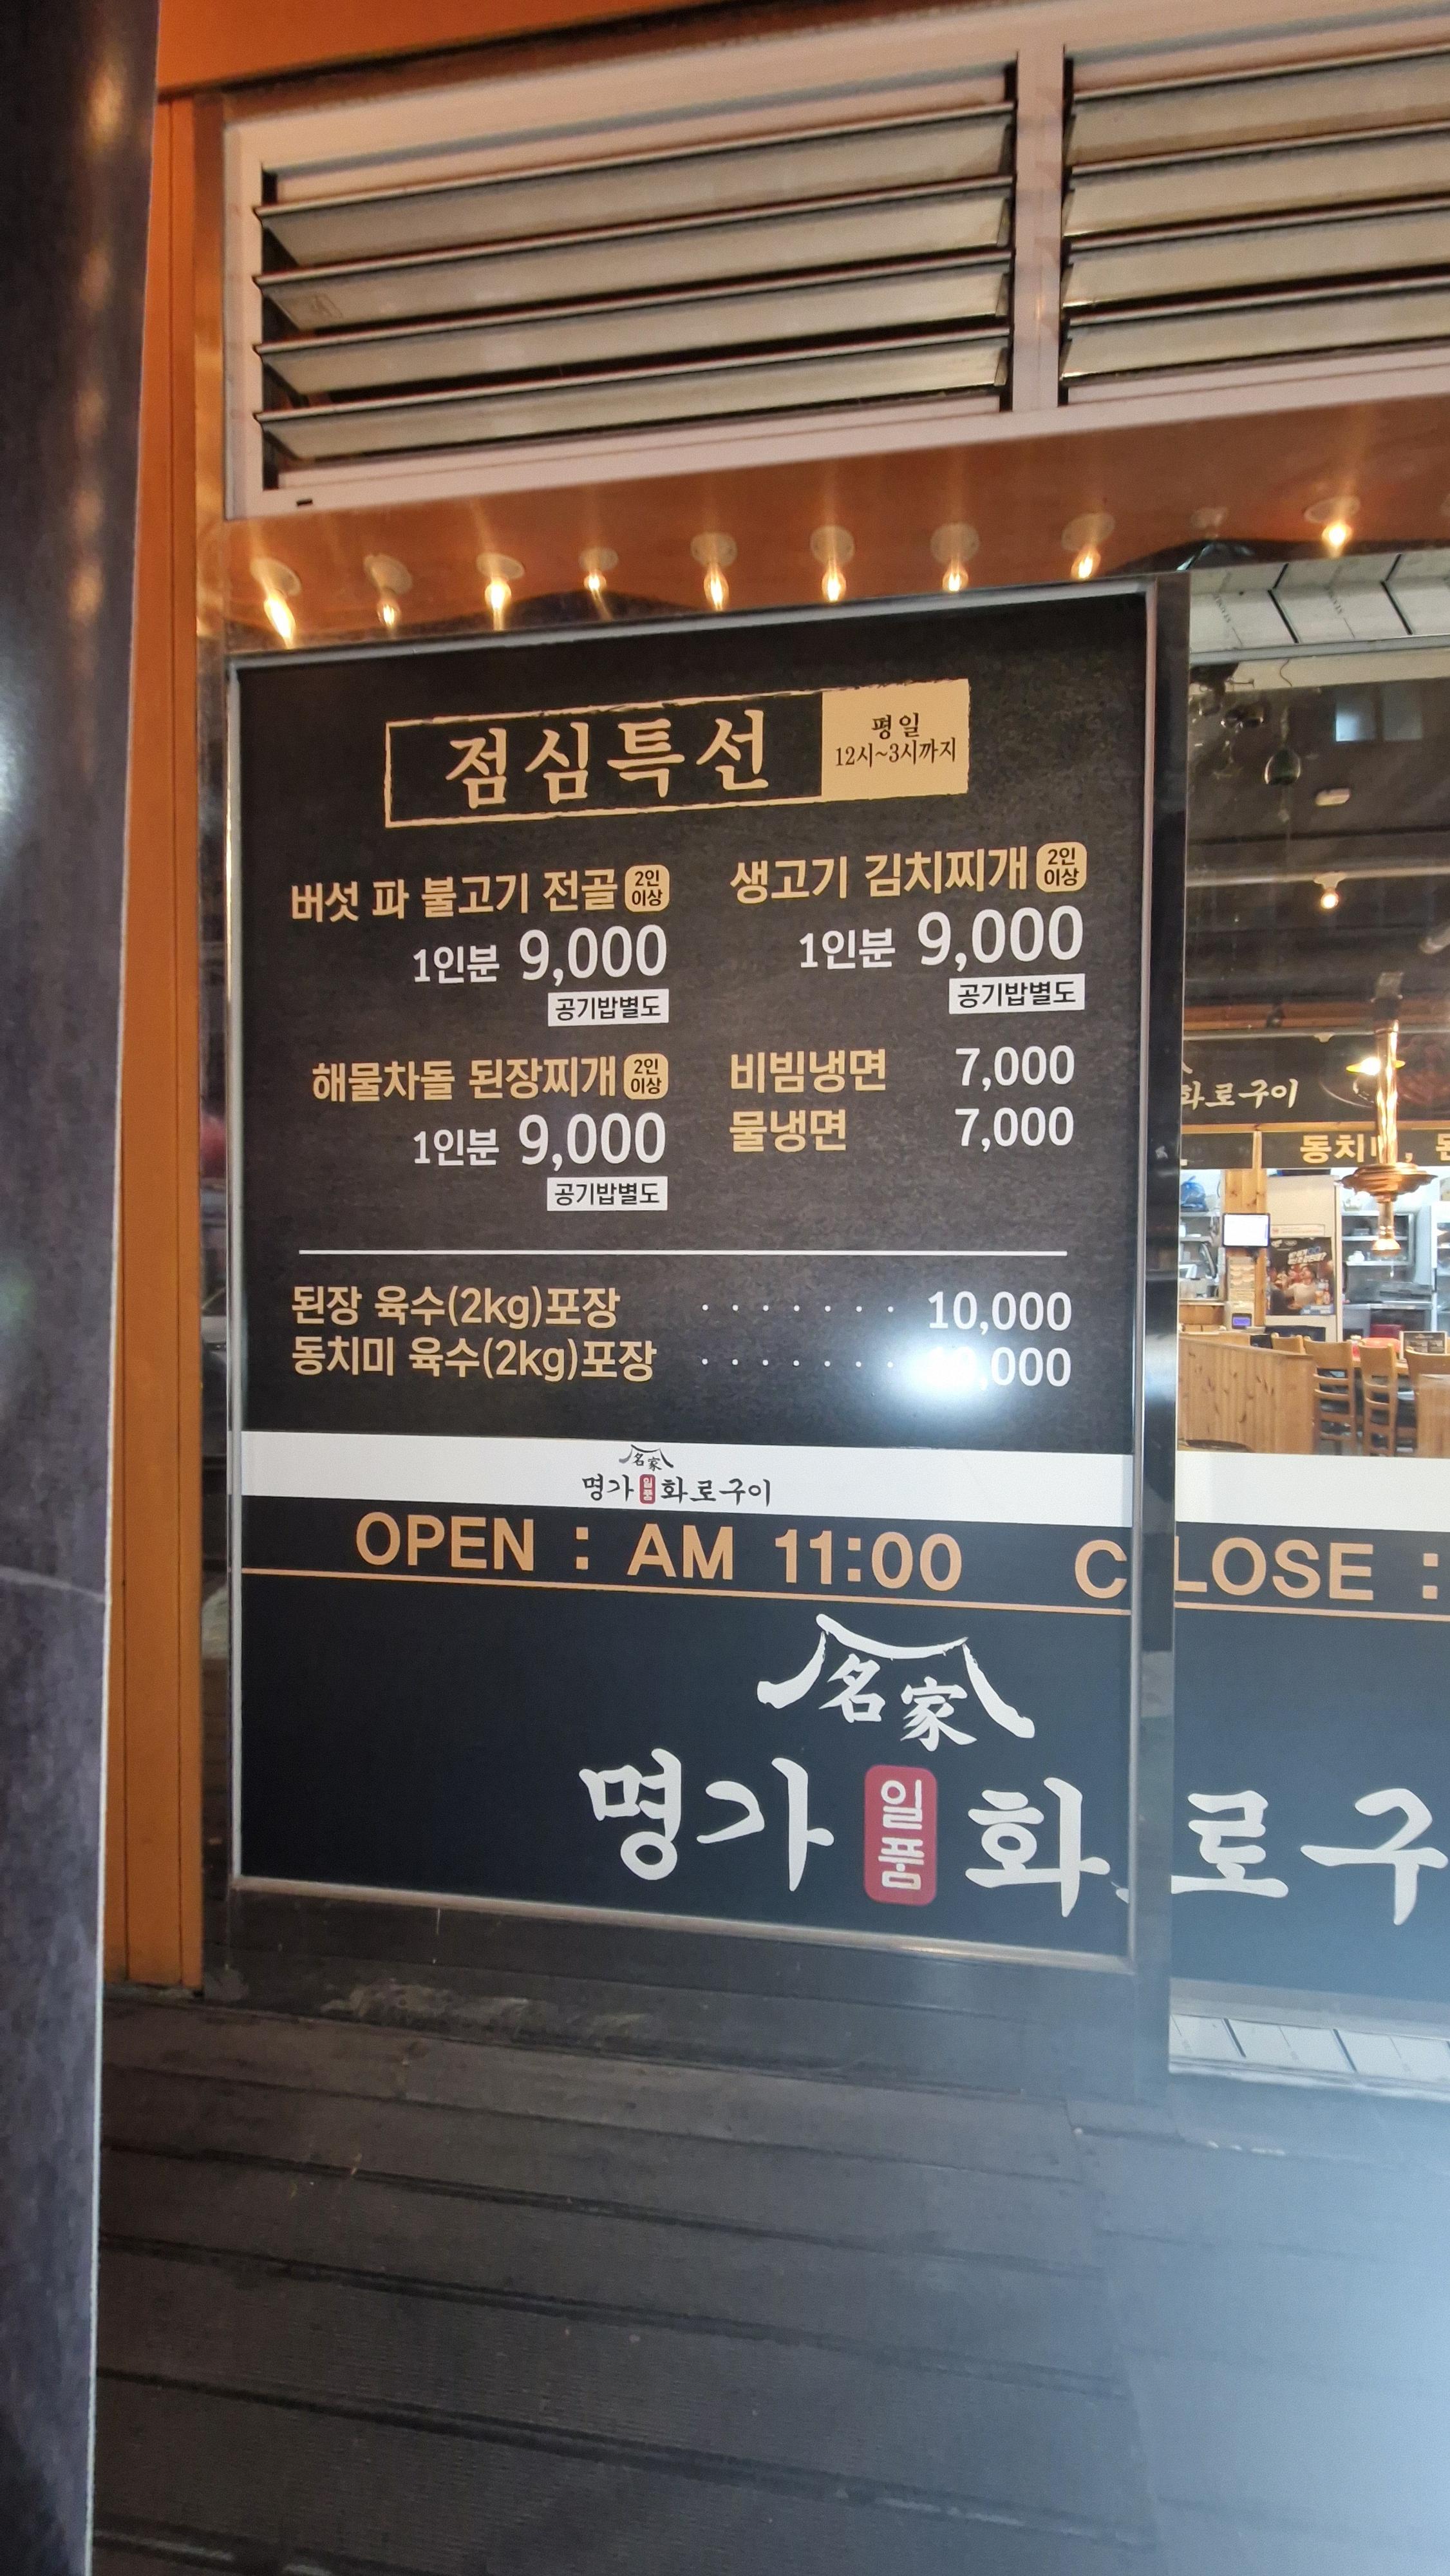 점심특선
평일
12시~3시까지
버섯 파 불고기 전골 2인 이상
1인분 9,000
공기밥별도
생고기 김치찌개 2인 이상
1인분 9,000
공기밥별도
해물차돌 된장찌개 2인 이상
1인분 9,000
공기밥별도
비빔냉면 7,000
물냉면 7,000
된장 육수(2kg)포장 · · · · · · · 10,000
동치미 육수(2kg)포장 · · · · · · ·
名家
명가 일품 화로구이
OPEN : AM 11:00 CLOSE :
名家
명가 일품 화로구
화로구이
동치미,